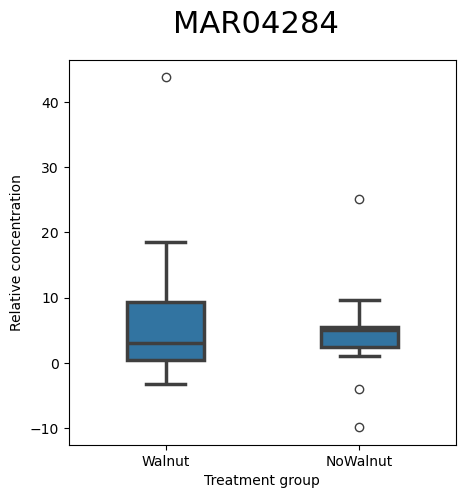 MAR04284
Relative concentration
40
30
20
10
0
−10
Walnut
NoWalnut
Treatment group